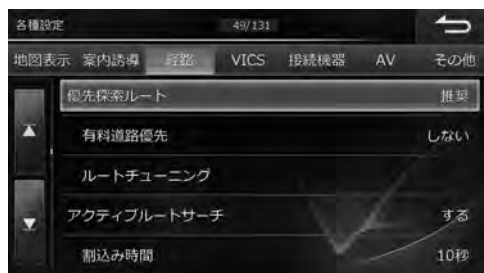 各種設定 49/131
地図表示 案内誘導 経路 VICS 接続機器 AV その他
優先探索ルート 推奨
有料道路優先 しない
ルートチューニング
アクティブルートサーチ する
割込み時間 10秒